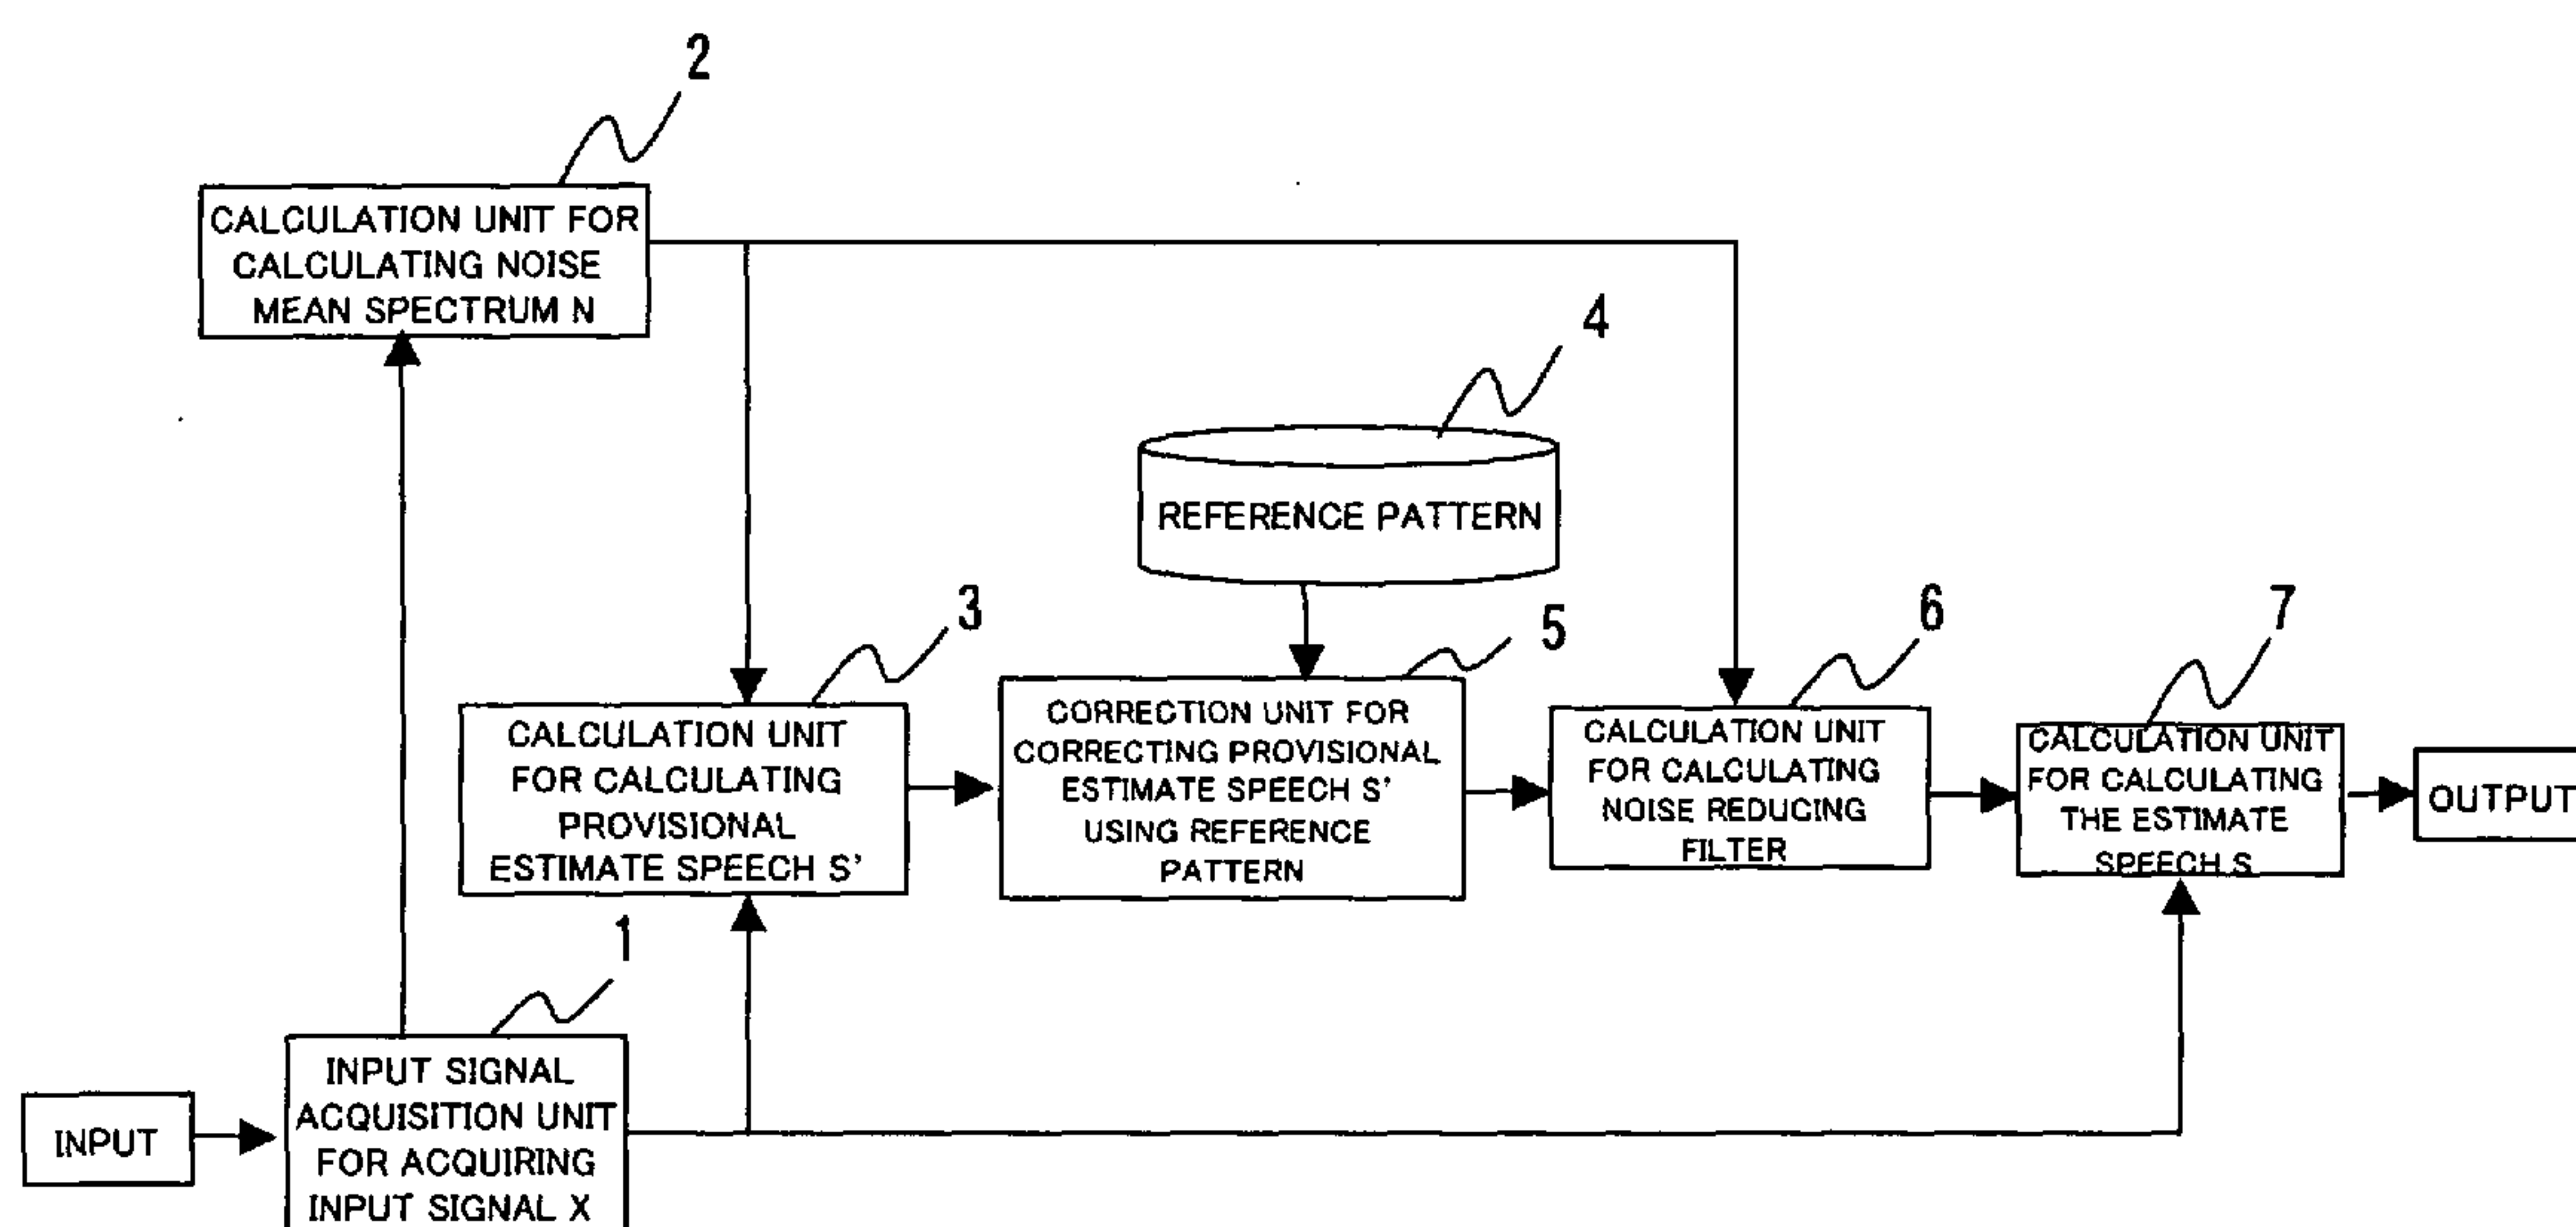 2
CALCULATION UNIT FOR
CALCULATING NOISE
MEAN SPECTRUM N
4
REFERENCE PATTERN
3
CALCULATION UNIT
FOR CALCULATING
PROVISIONAL
ESTIMATE SPEECH S'
5
CORRECTION UNIT FOR
CORRECTING PROVISIONAL
ESTIMATE SPEECH S'
USING REFERENCE
PATTERN
6
CALCULATION UNIT
FOR CALCULATING
NOISE REDUCING
FILTER
7
CALCULATION UNIT
FOR CALCULATING
THE ESTIMATE
SPEECH S
OUTPUT
1
INPUT
INPUT SIGNAL
ACQUISITION UNIT
FOR ACQUIRING
INPUT SIGNAL X